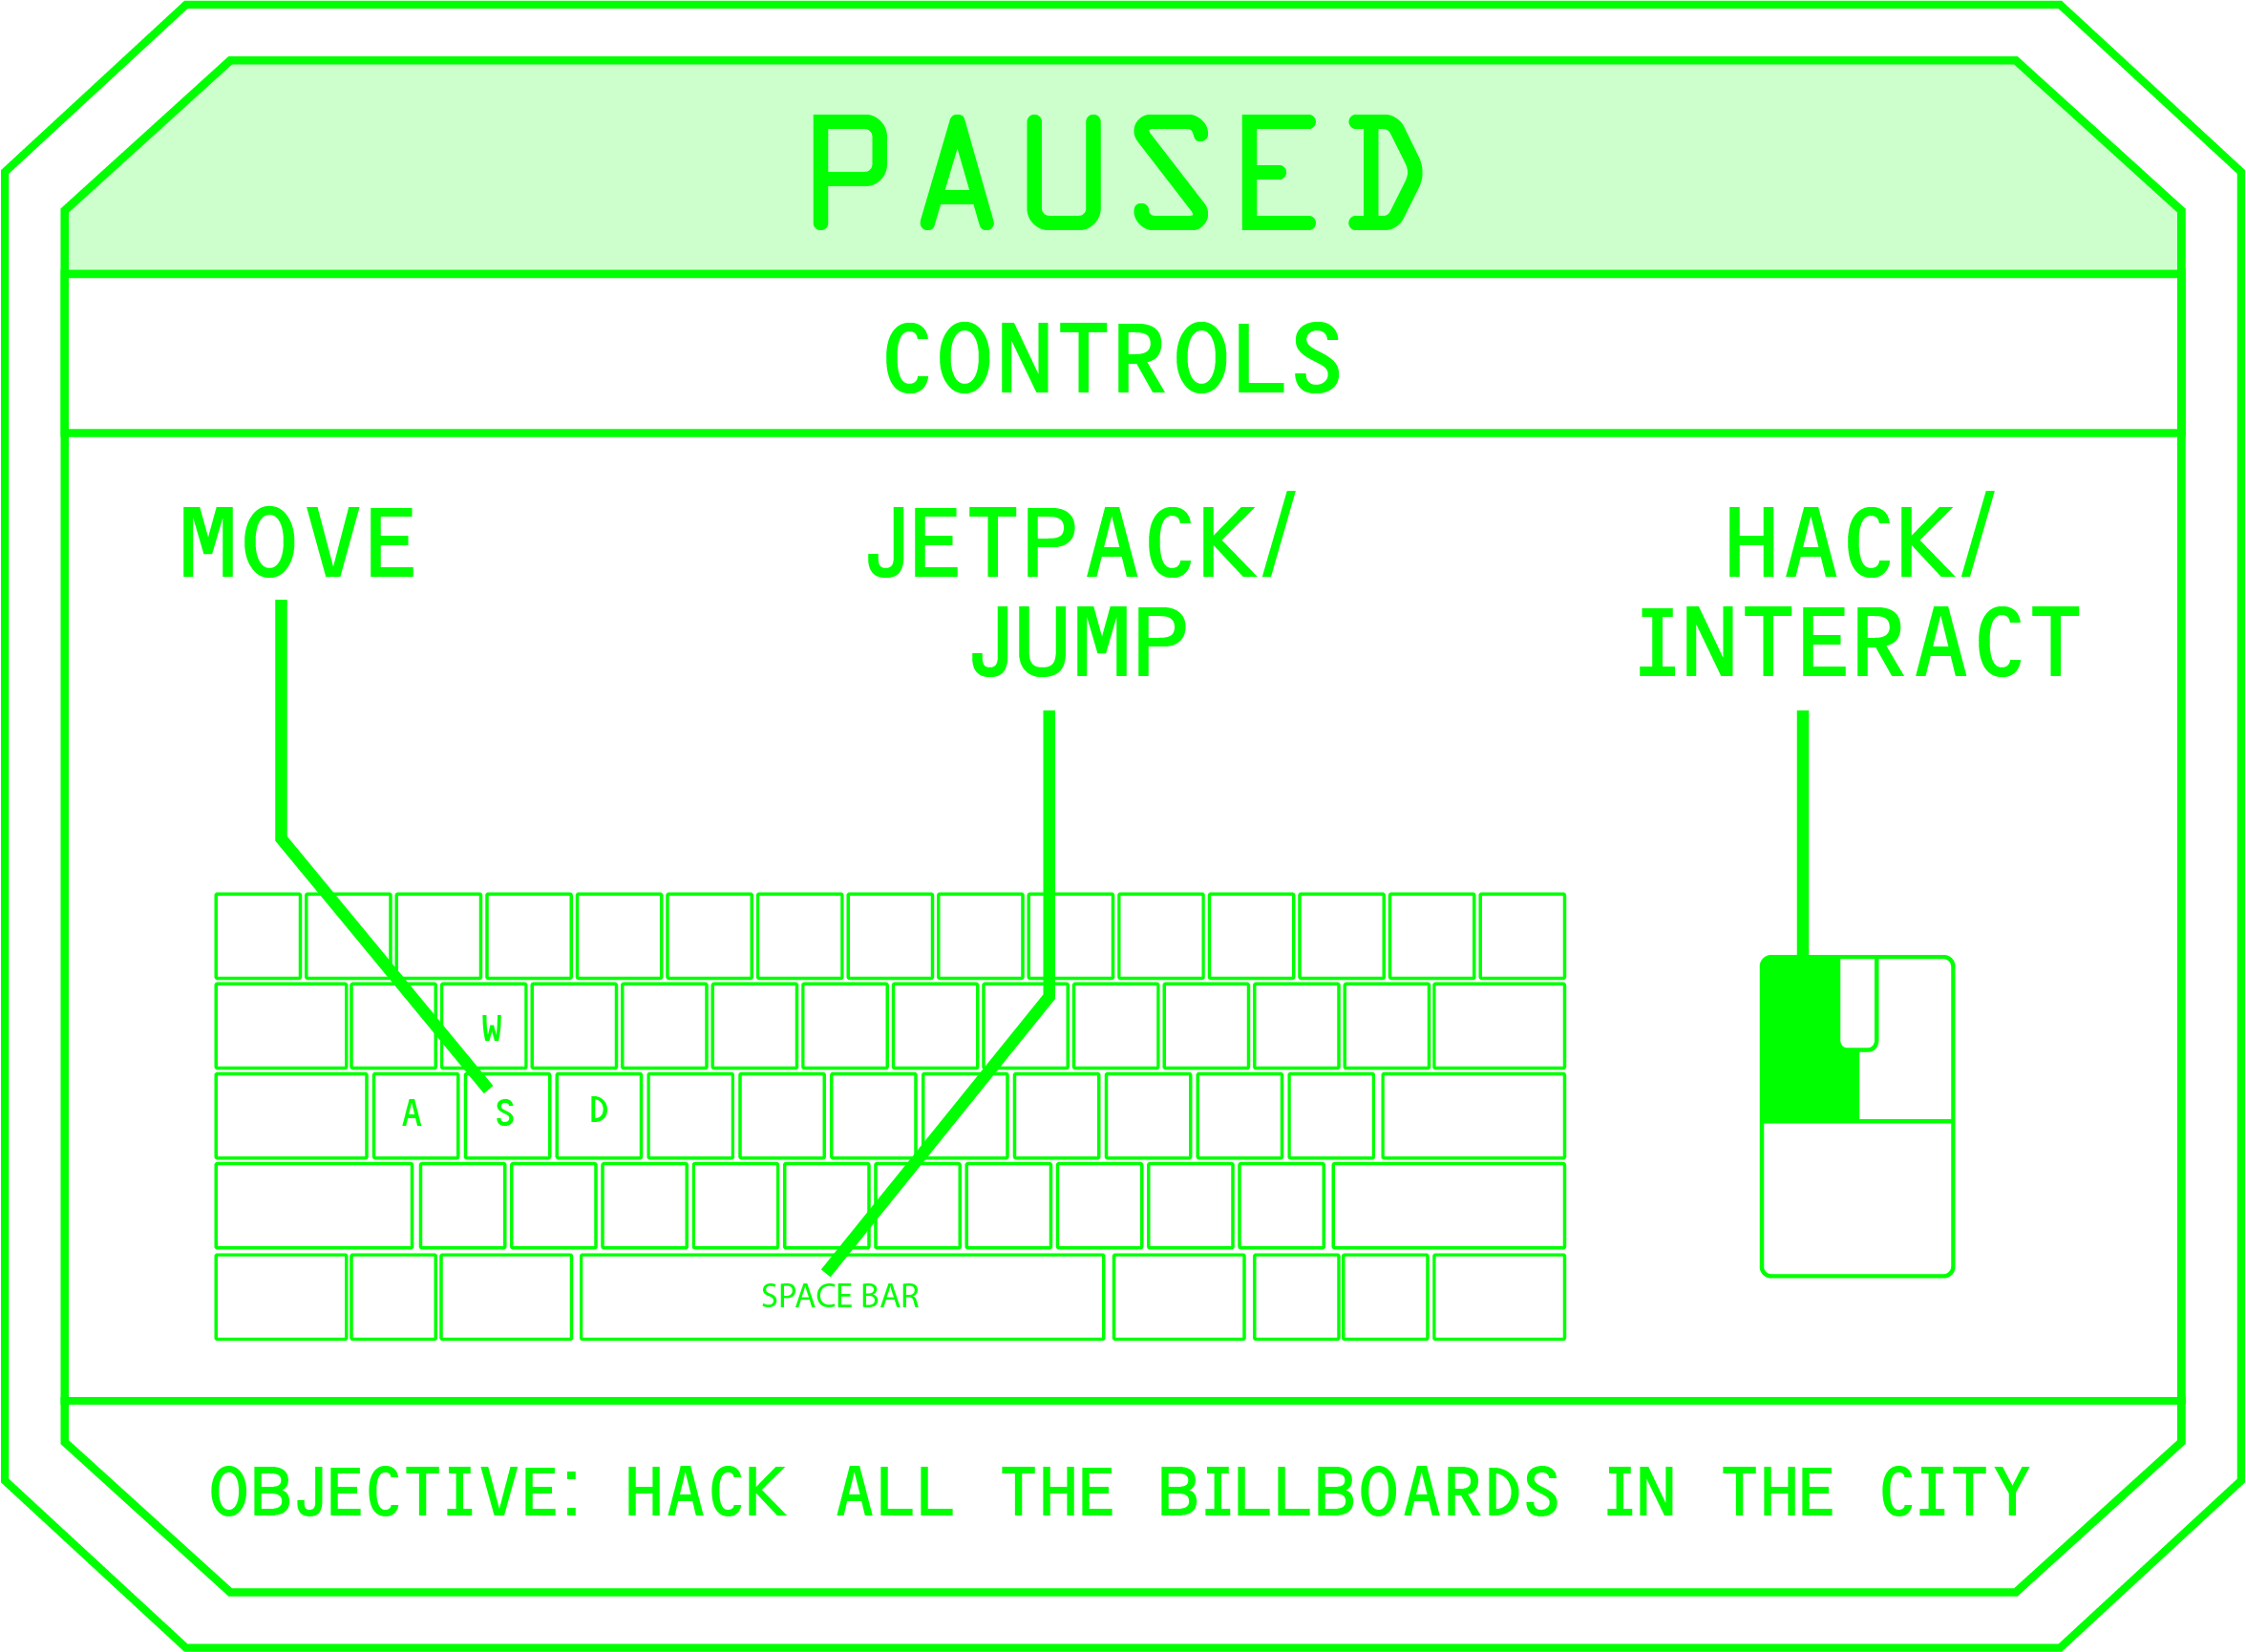 PAUSED
CONTROLS
MOVE
JETPACK/
JUMP
HACK/
INTERACT
W
A S D
SPACE BAR
OBJECTIVE: HACK ALL THE BILLBOARDS IN THE CITY